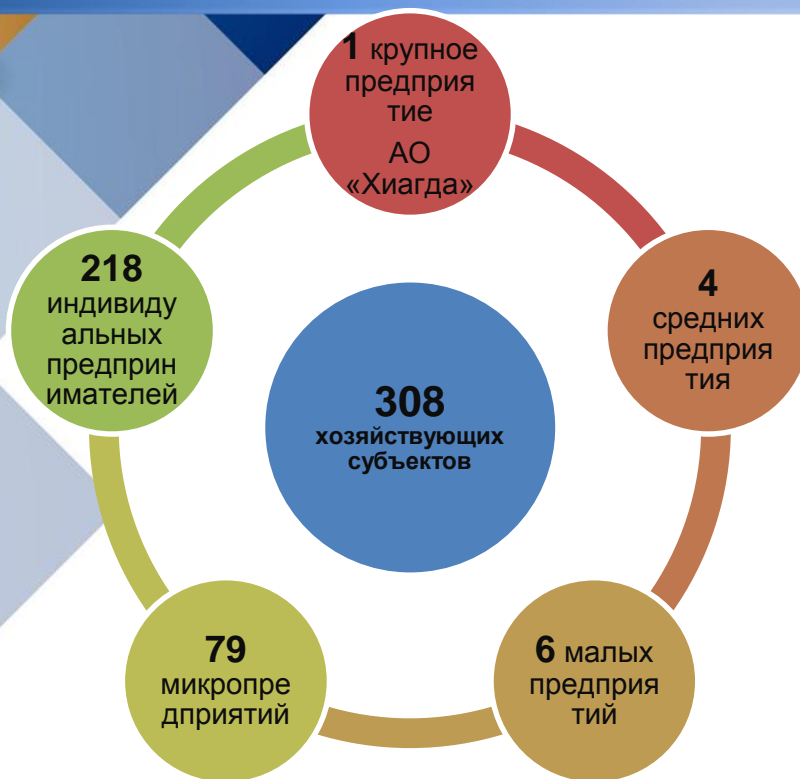 1 крупное
предприя
тие
АО
«Хиагда»
218
индивиду
альных
предприн
имателей
4
средних
предприя
тия
308
хозяйствующих
субъектов
79
микропре
дприятий
6 малых
предприя
тий